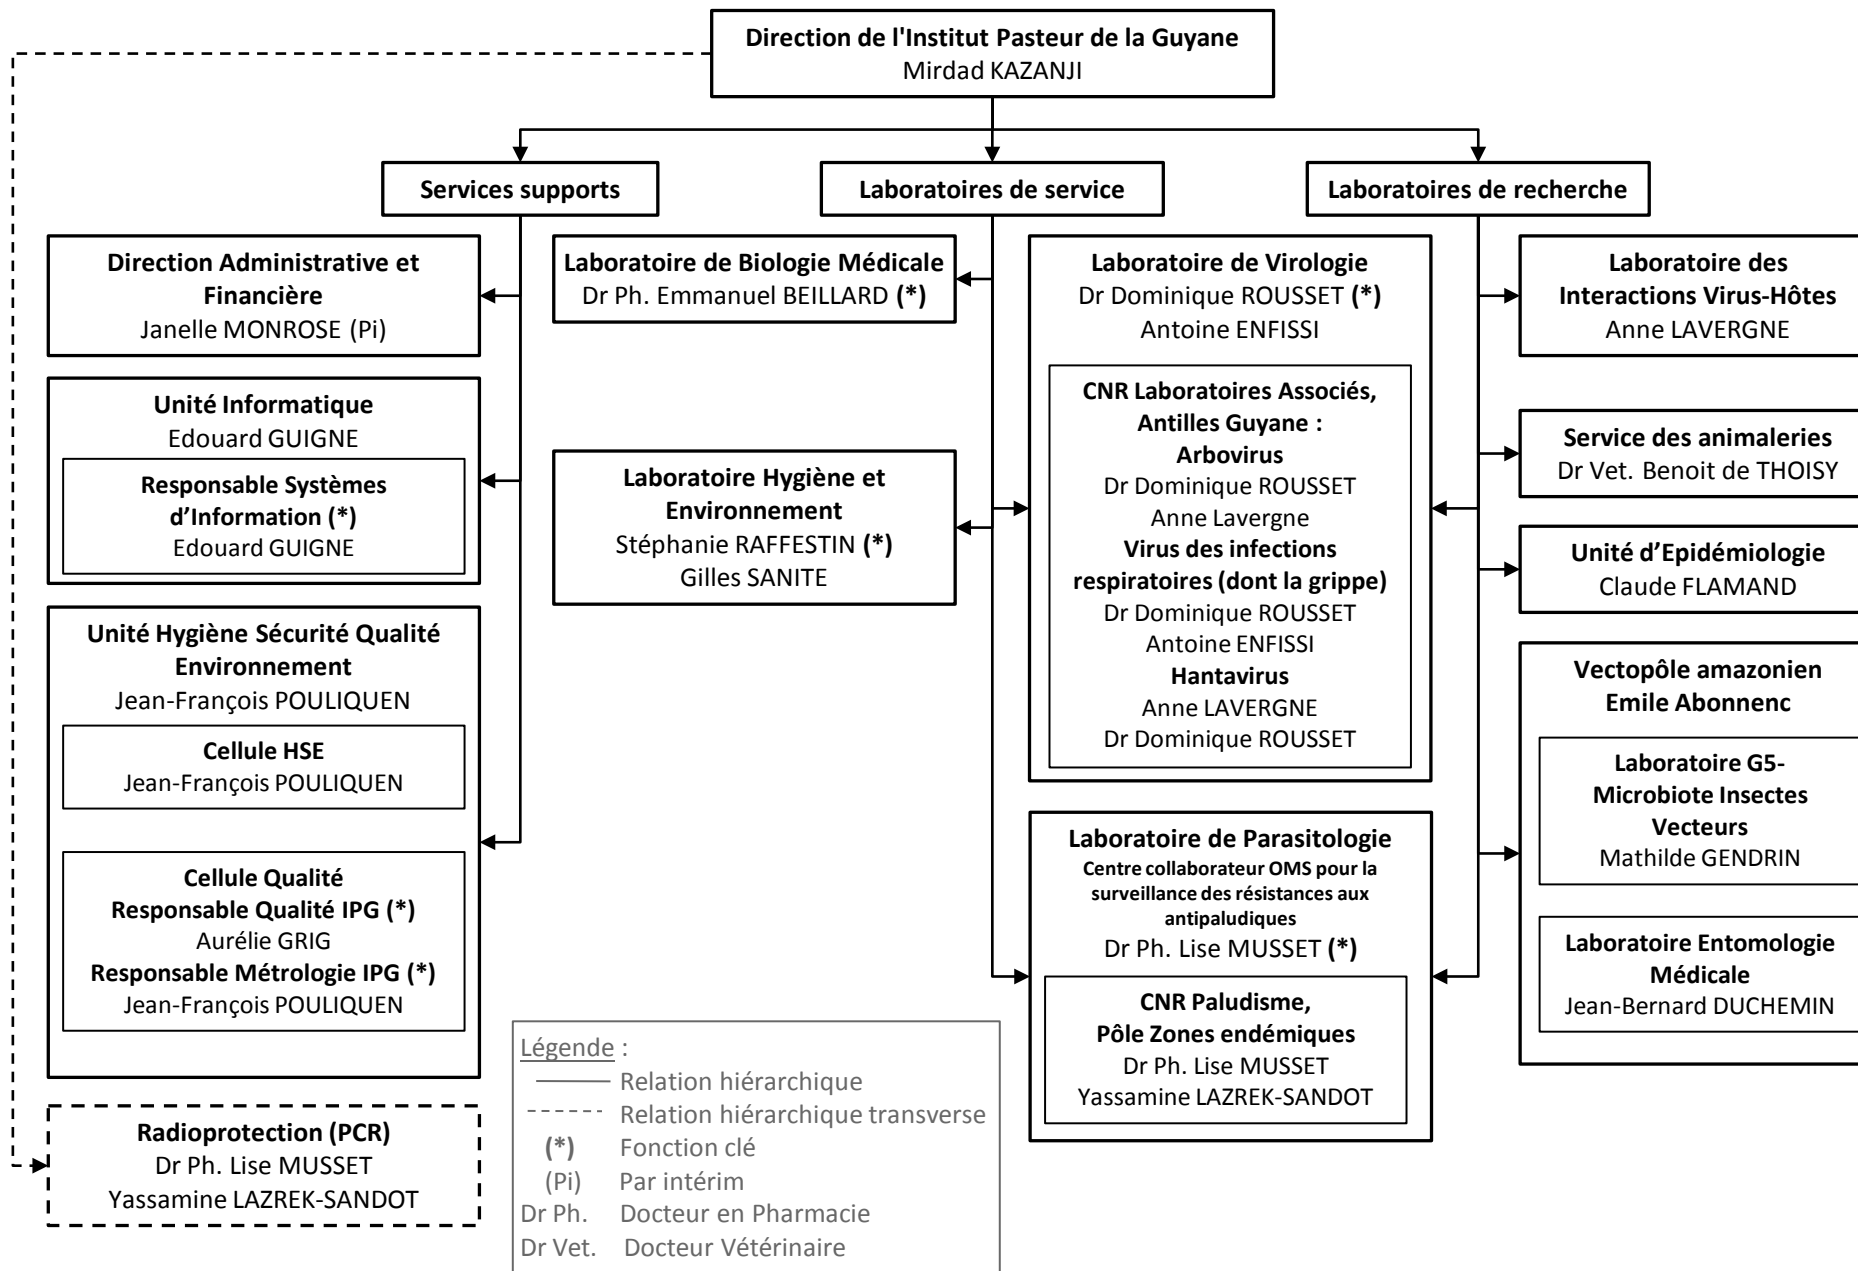 Direction de l'Institut Pasteur de la Guyane
Mirdad KAZANJI
Services supports
Laboratoires de service
Laboratoires de recherche
Direction Administrative et
Financière
Janelle MONROSE (Pi)
Unité Informatique
Edouard GUIGNE
Responsable Systèmes
d’Information (*)
Edouard GUIGNE
Unité Hygiène Sécurité Qualité
Environnement
Jean-François POULIQUEN
Cellule HSE
Jean-François POULIQUEN
Cellule Qualité
Responsable Qualité IPG (*)
Aurélie GRIG
Responsable Métrologie IPG (*)
Jean-François POULIQUEN
Radioprotection (PCR)
Dr Ph. Lise MUSSET
Yassamine LAZREK-SANDOT
Laboratoire de Biologie Médicale
Dr Ph. Emmanuel BEILLARD (*)
Laboratoire Hygiène et
Environnement
Stéphanie RAFFESTIN (*)
Gilles SANITE
Laboratoire de Virologie
Dr Dominique ROUSSET (*)
Antoine ENFISSI
CNR Laboratoires Associés,
Antilles Guyane :
Arbovirus
Dr Dominique ROUSSET
Anne Lavergne
Virus des infections
respiratoires (dont la grippe)
Dr Dominique ROUSSET
Antoine ENFISSI
Hantavirus
Anne LAVERGNE
Dr Dominique ROUSSET
Laboratoire de Parasitologie
Centre collaborateur OMS pour la
surveillance des résistances aux
antipaludiques
Dr Ph. Lise MUSSET (*)
CNR Paludisme,
Pôle Zones endémiques
Dr Ph. Lise MUSSET
Yassamine LAZREK-SANDOT
Laboratoire des
Interactions Virus-Hôtes
Anne LAVERGNE
Service des animaleries
Dr Vet. Benoit de THOISY
Unité d’Epidémiologie
Claude FLAMAND
Vectopôle amazonien
Emile Abonnenc
Laboratoire G5-
Microbiote Insectes
Vecteurs
Mathilde GENDRIN
Laboratoire Entomologie
Médicale
Jean-Bernard DUCHEMIN
Légende :
Relation hiérarchique
Relation hiérarchique transverse
(*) Fonction clé
(Pi) Par intérim
Dr Ph. Docteur en Pharmacie
Dr Vet. Docteur Vétérinaire